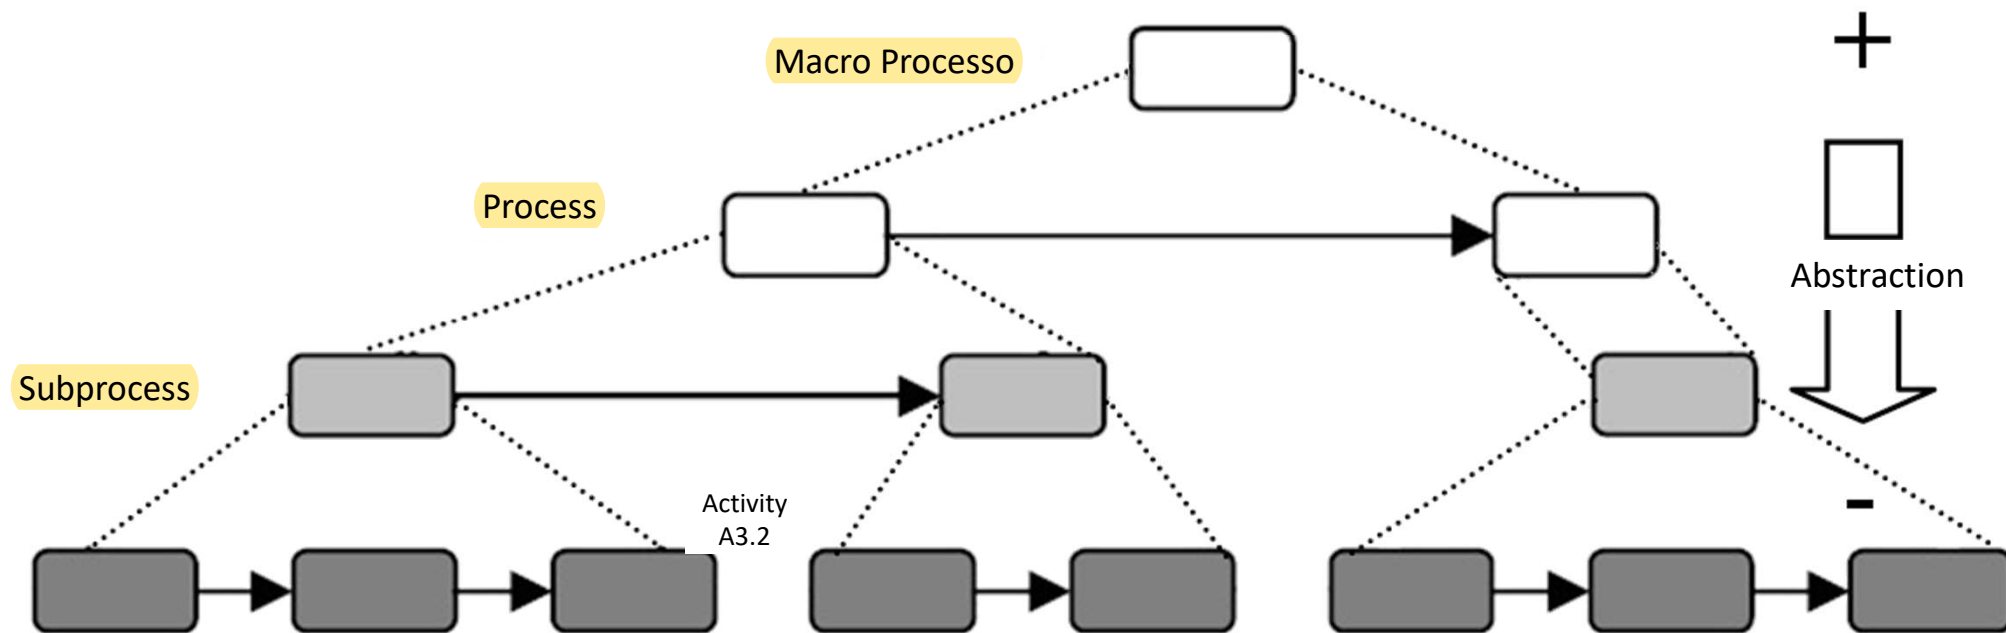 Macro Processo
+
Process
Abstraction
Subprocess
Activity
A3.2
-